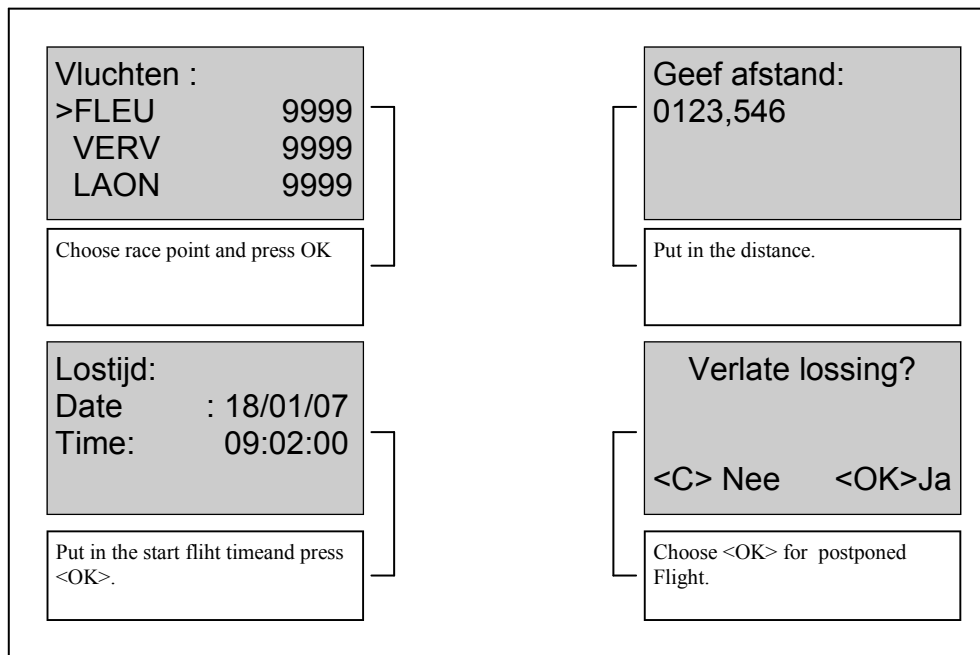 Vluchten :
>FLEU 9999
VERV 9999
LAON 9999
Choose race point and press OK
Geef afstand:
0123,546
Put in the distance.
Lostijd:
Date : 18/01/07
Time: 09:02:00
Put in the start fliht timeand press
<OK>.
Verlate lossing?
<C> Nee <OK>Ja
Choose <OK> for postponed
Flight.